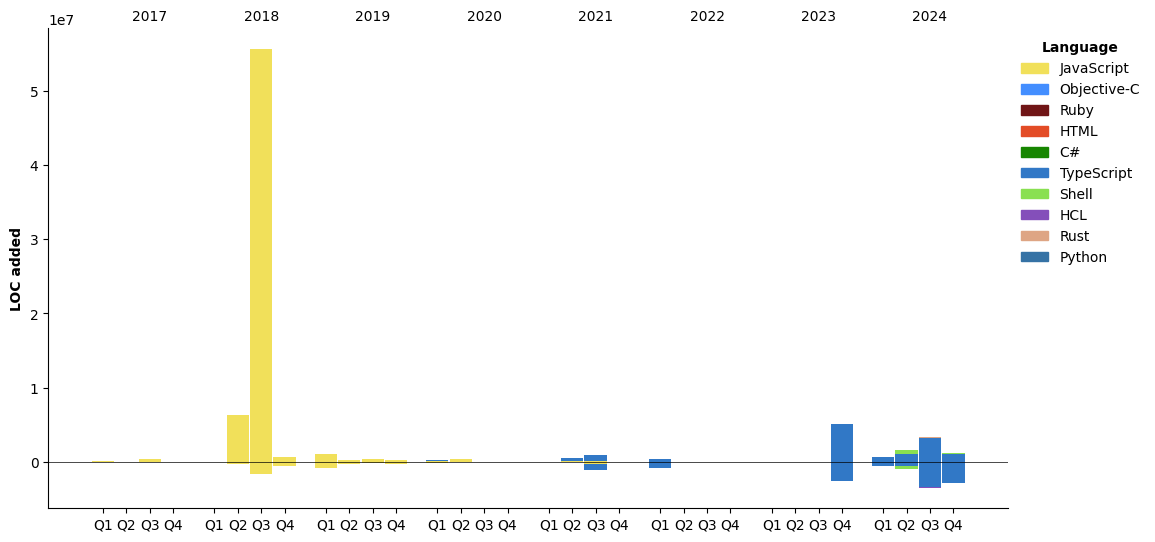 2017 2018 2019 2020 2021 2022 2023 2024
1e7
Language
JavaScript
Objective-C
Ruby
HTML
C#
TypeScript
Shell
HCL
Rust
Python
5
4
3
2
1
0
LOC added
Q1 Q2 Q3 Q4 Q1 Q2 Q3 Q4 Q1 Q2 Q3 Q4 Q1 Q2 Q3 Q4 Q1 Q2 Q3 Q4 Q1 Q2 Q3 Q4 Q1 Q2 Q3 Q4 Q1 Q2 Q3 Q4